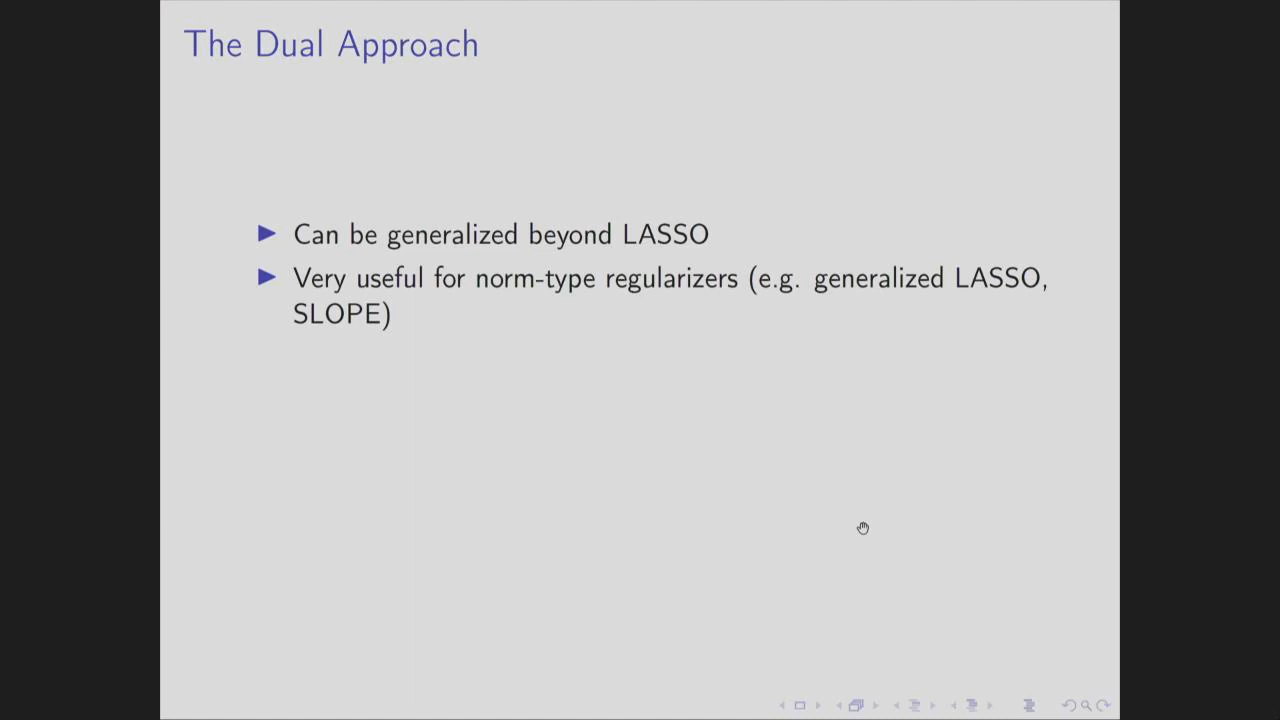 The Dual Approach
Can be generalized beyond LASSO
Very useful for norm-type regularizers (e.g. generalized LASSO,
SLOPE)